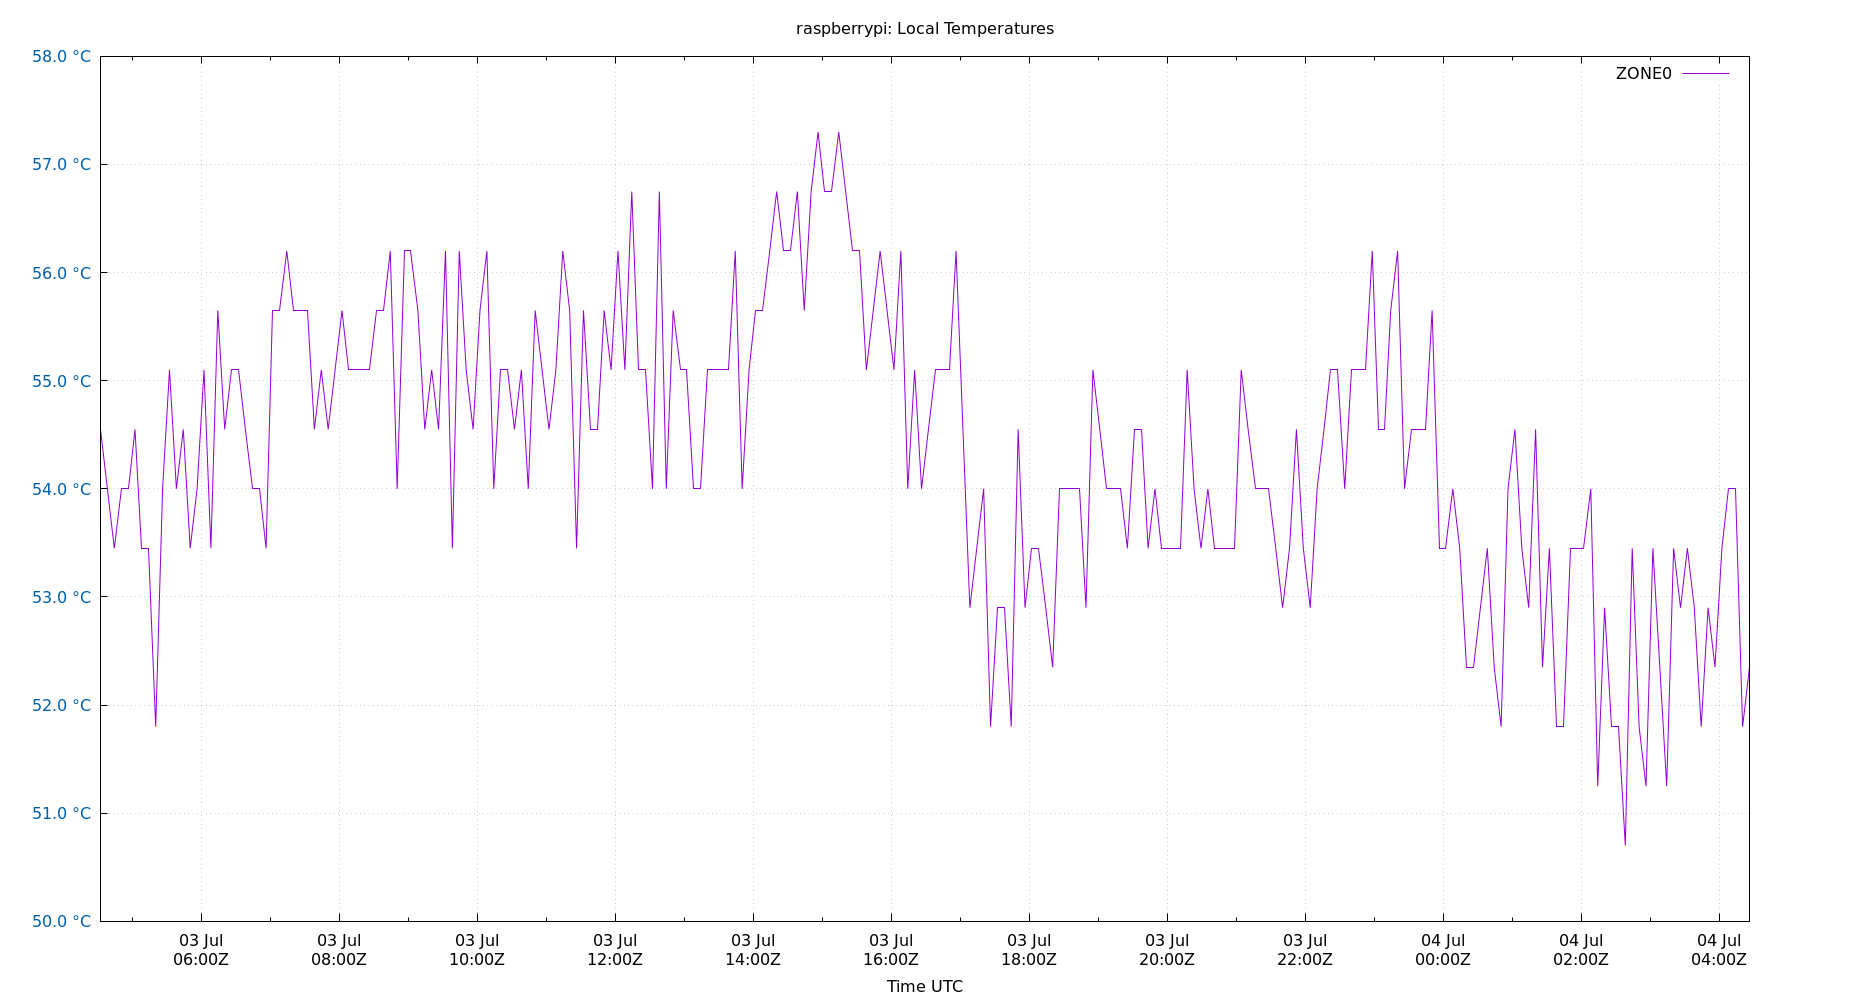 raspberrypi: Local Temperatures
58.0 °C
57.0 °C
56.0 °C
55.0 °C
54.0 °C
53.0 °C
52.0 °C
51.0 °C
50.0 °C
ZONE0
03 Jul 03 Jul 03 Jul 03 Jul 03 Jul 03 Jul 03 Jul 03 Jul 03 Jul 04 Jul 04 Jul 04 Jul
06:00Z 08:00Z 10:00Z 12:00Z 14:00Z 16:00Z 18:00Z 20:00Z 22:00Z 00:00Z 02:00Z 04:00Z
Time UTC